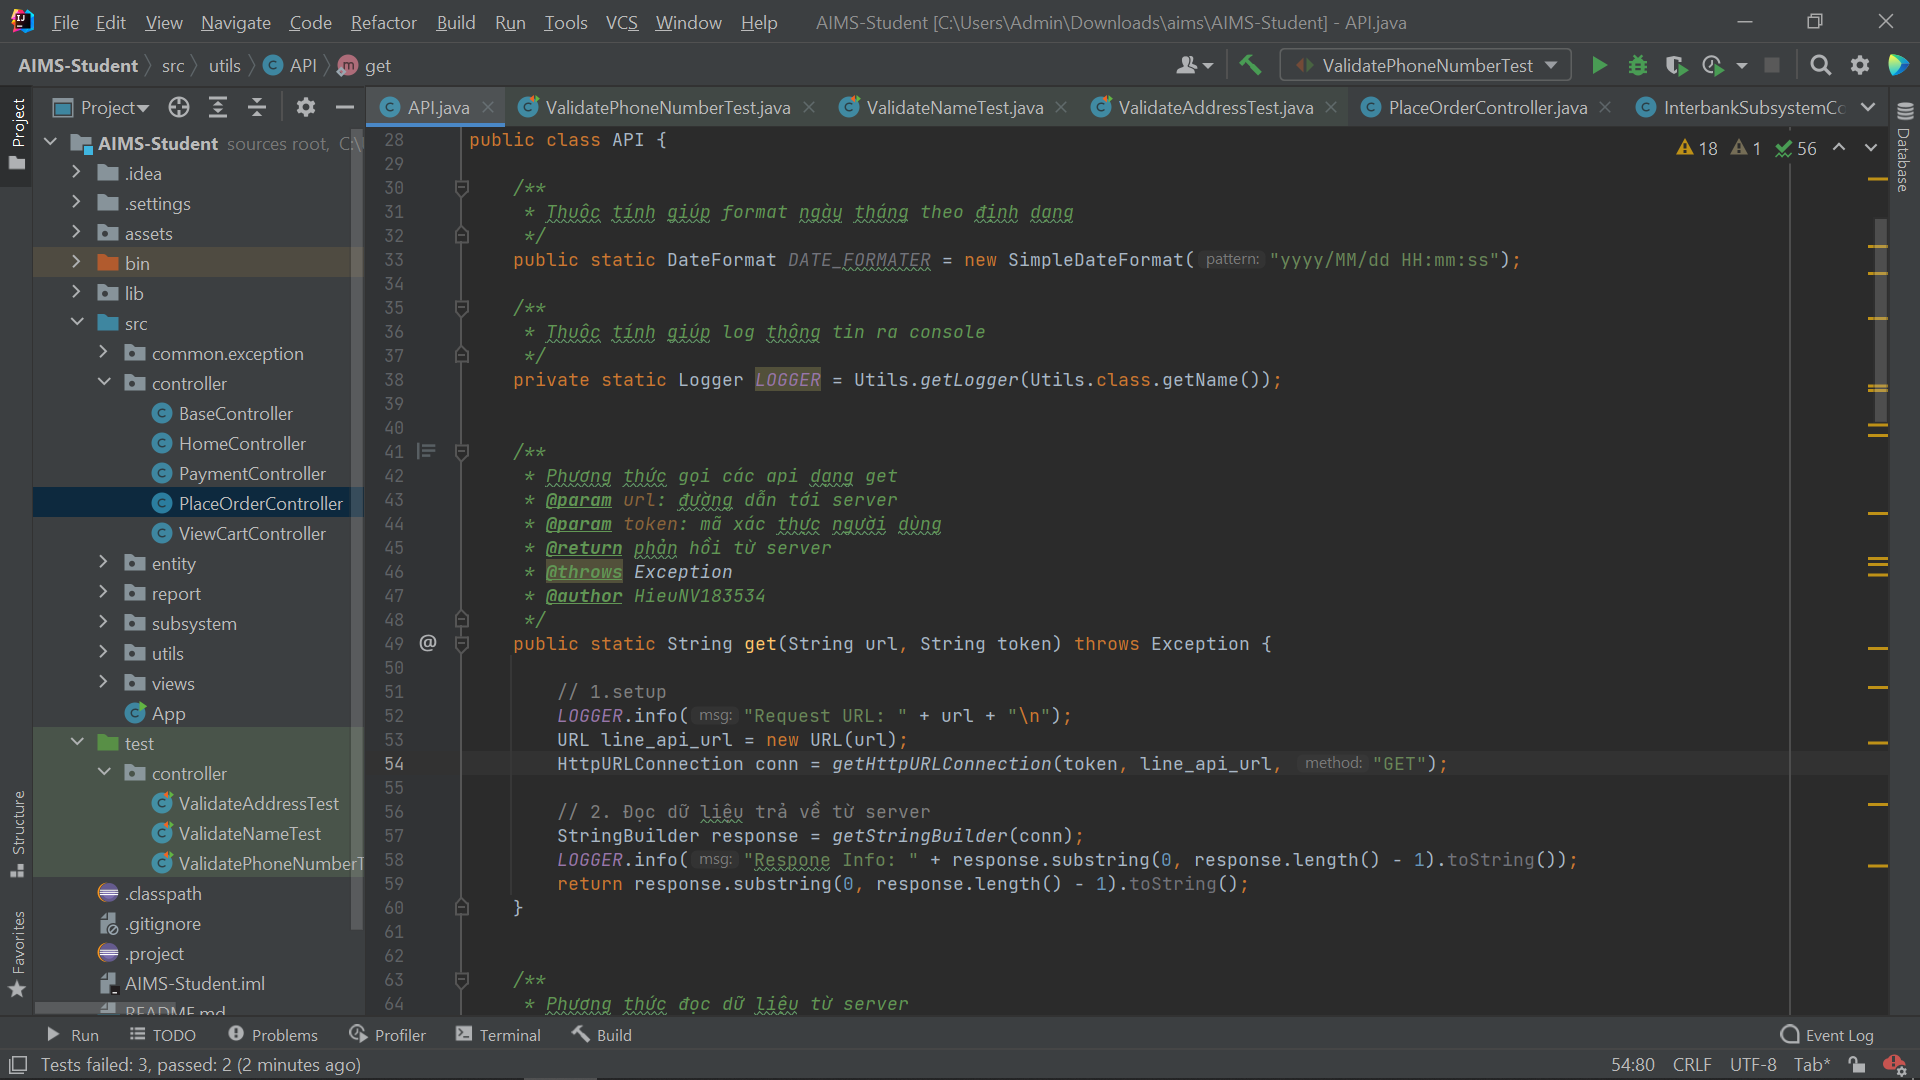 File Edit View Navigate Code Refactor Build Run Tools VCS Window Help AIMS-Student [C:\Users\Admin\Downloads\aims\AIMS-Student] - API.java
AIMS-Student src utils API get ValidatePhoneNumberTest
Project
Project
API.java ValidatePhoneNumberTest.java ValidateNameTest.java ValidateAddressTest.java PlaceOrderController.java InterbankSubsystemCo
Database
18 1 56
AIMS-Student sources root, C:\
.idea
.settings
assets
bin
lib
src
common.exception
controller
BaseController
HomeController
PaymentController
PlaceOrderController
ViewCartController
entity
report
subsystem
utils
views
App
test
controller
ValidateAddressTest
ValidateNameTest
ValidatePhoneNumberT
.classpath
.gitignore
.project
AIMS-Student.iml
README.md
Structure
Favorites
28 public class API {
29
30 /**
31 * Thuộc tính giúp format ngày tháng theo định dạng
32 */
33 public static DateFormat DATE_FORMATER = new SimpleDateFormat( pattern: "yyyy/MM/dd HH:mm:ss");
34
35 /**
36 * Thuộc tính giúp log thông tin ra console
37 */
38 private static Logger LOGGER = Utils.getLogger(Utils.class.getName());
39
40
41 /**
42 * Phương thức gọi các api dạng get
43 * @param url: đường dẫn tới server
44 * @param token: mã xác thực người dùng
45 * @return phản hồi từ server
46 * @throws Exception
47 * @author HieuNV183534
48 */
49 @ public static String get(String url, String token) throws Exception {
50
51 // 1.setup
52 LOGGER.info( msg: "Request URL: " + url + "\n");
53 URL line_api_url = new URL(url);
54 HttpURLConnection conn = getHttpURLConnection(token, line_api_url, method: "GET");
55
56 // 2. Đọc dữ liệu trả về từ server
57 StringBuilder response = getStringBuilder(conn);
58 LOGGER.info( msg: "Respone Info: " + response.substring(0, response.length() - 1).toString());
59 return response.substring(0, response.length() - 1).toString();
60 }
61
62
63 /**
64 * Phương thức đọc dữ liệu từ server
Run TODO Problems Profiler Terminal Build Event Log
Tests failed: 3, passed: 2 (2 minutes ago) 54:80 CRLF UTF-8 Tab*